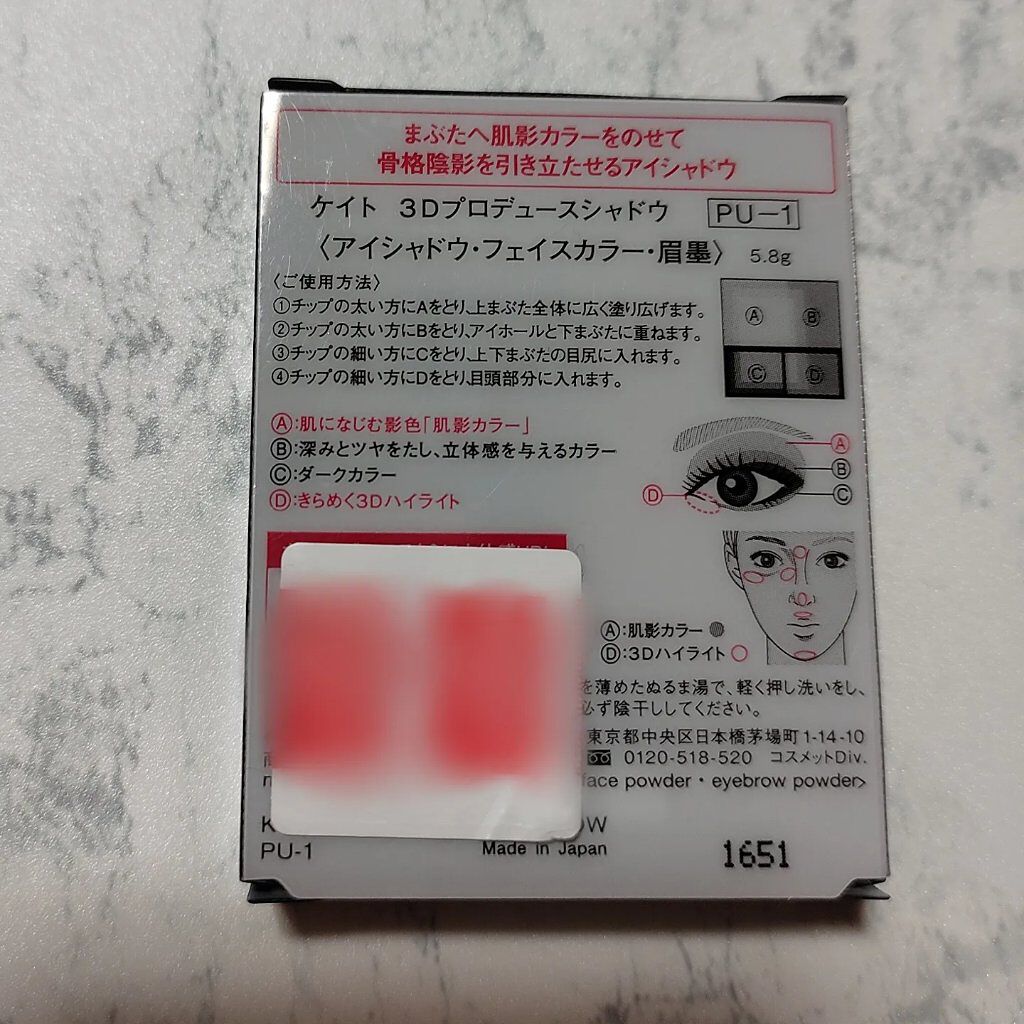 まぶたへ肌影カラーをのせて
骨格陰影を引き立たせるアイシャドウ
ケイト 3Dプロデュースシャドウ PU-1
〈アイシャドウ・フェイスカラー・眉墨〉 5.8g
〈ご使用方法〉
①チップの太い方にAをとり、上まぶた全体に広く塗り広げます。
②チップの太い方にBをとり、アイホールと下まぶたに重ねます。
③チップの細い方にCをとり、上下まぶたの目尻に入れます。
④チップの細い方にDをとり、目頭部分に入れます。
Ⓐ Ⓑ
Ⓒ Ⓓ
Ⓐ:肌になじむ影色「肌影カラー」
Ⓑ:深みとツヤをたし、立体感を与えるカラー
Ⓒ:ダークカラー
Ⓓ:きらめく3Dハイライト
Ⓐ
Ⓑ
Ⓒ
Ⓓ
Ⓐ:肌影カラー
Ⓓ:3Dハイライト
を薄めたぬるま湯で、軽く押し洗いをし、
必ず陰干ししてください。
東京都中央区日本橋茅場町1-14-10
0120-518-520 コスメットDiv.
face powder・eyebrow powder>
PU-1 Made in Japan
1651